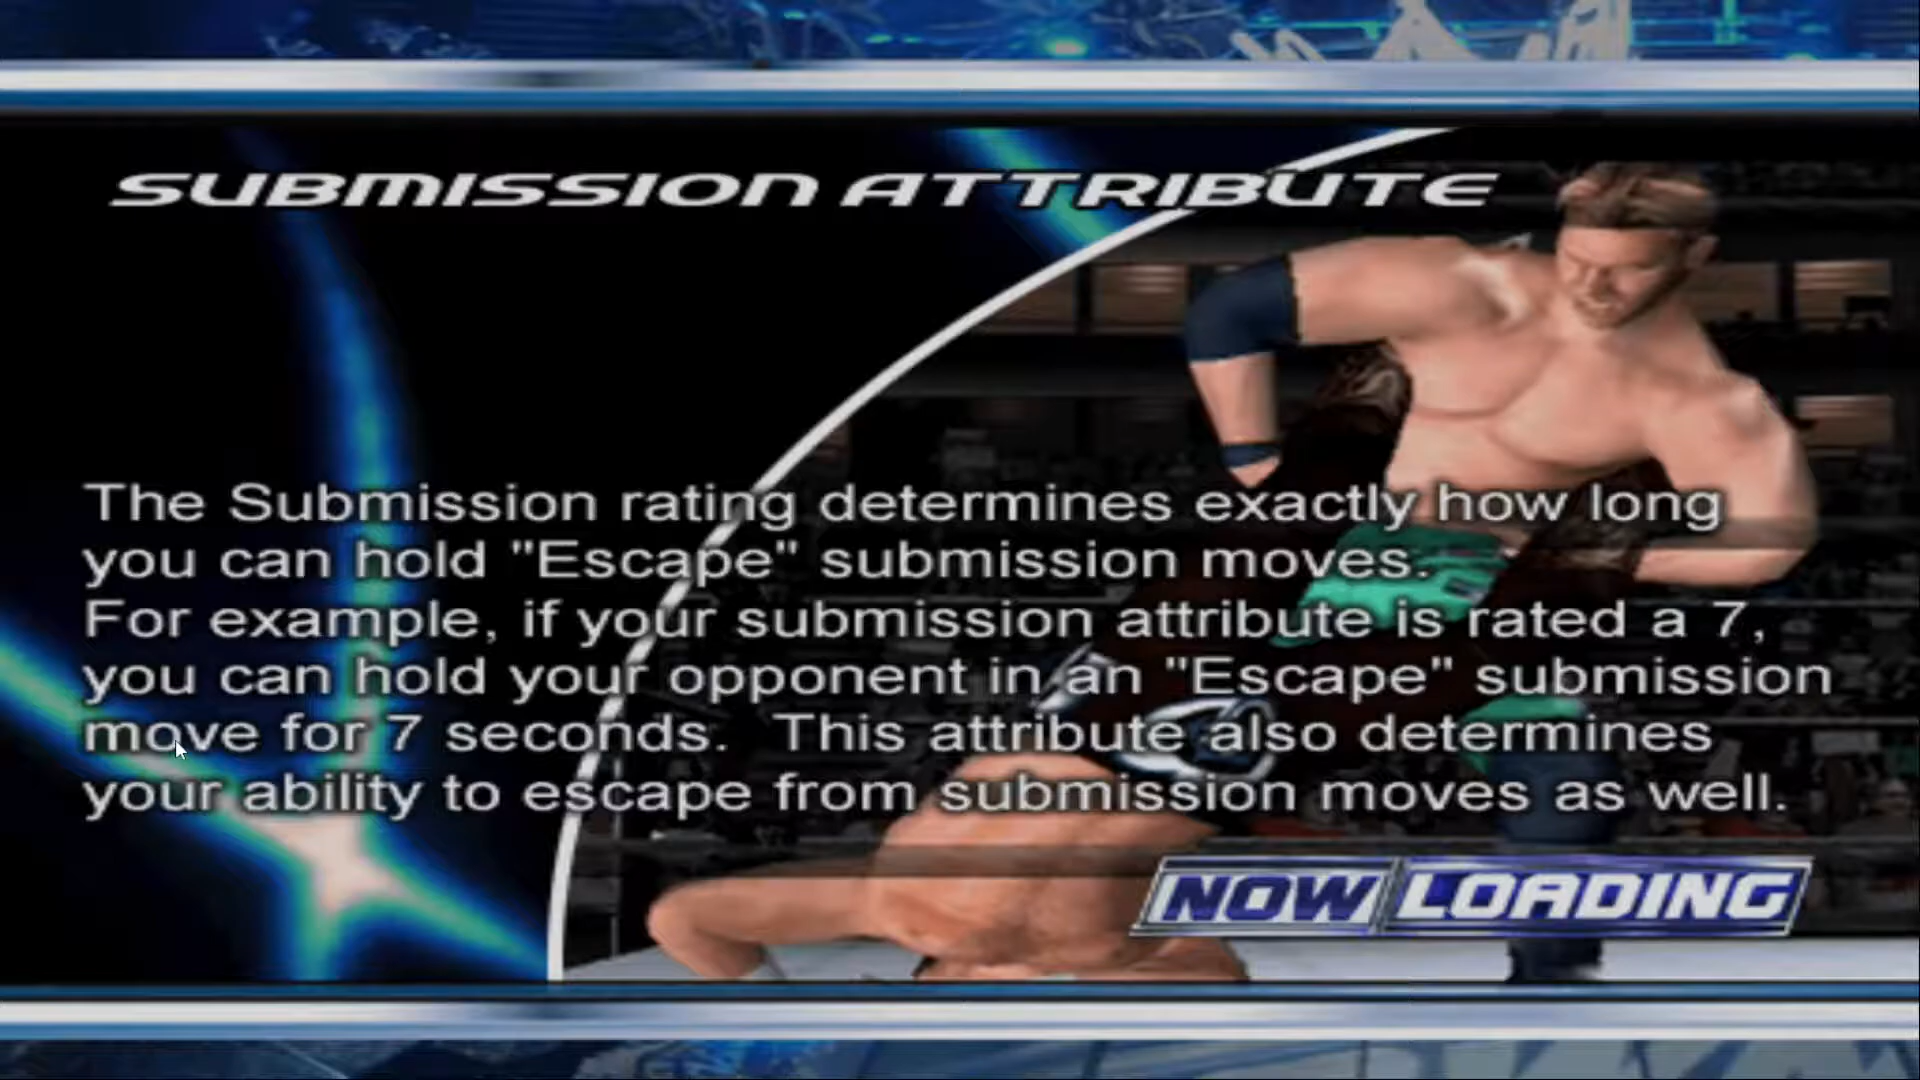 SUBMISSION ATTRIBUTE
The Submission rating determines exactly how long
you can hold "Escape" submission moves.
For example, if your submission attribute is rated a 7,
you can hold your opponent in an "Escape" submission
move for 7 seconds. This attribute also determines
your ability to escape from submission moves as well.
NOW LOADING